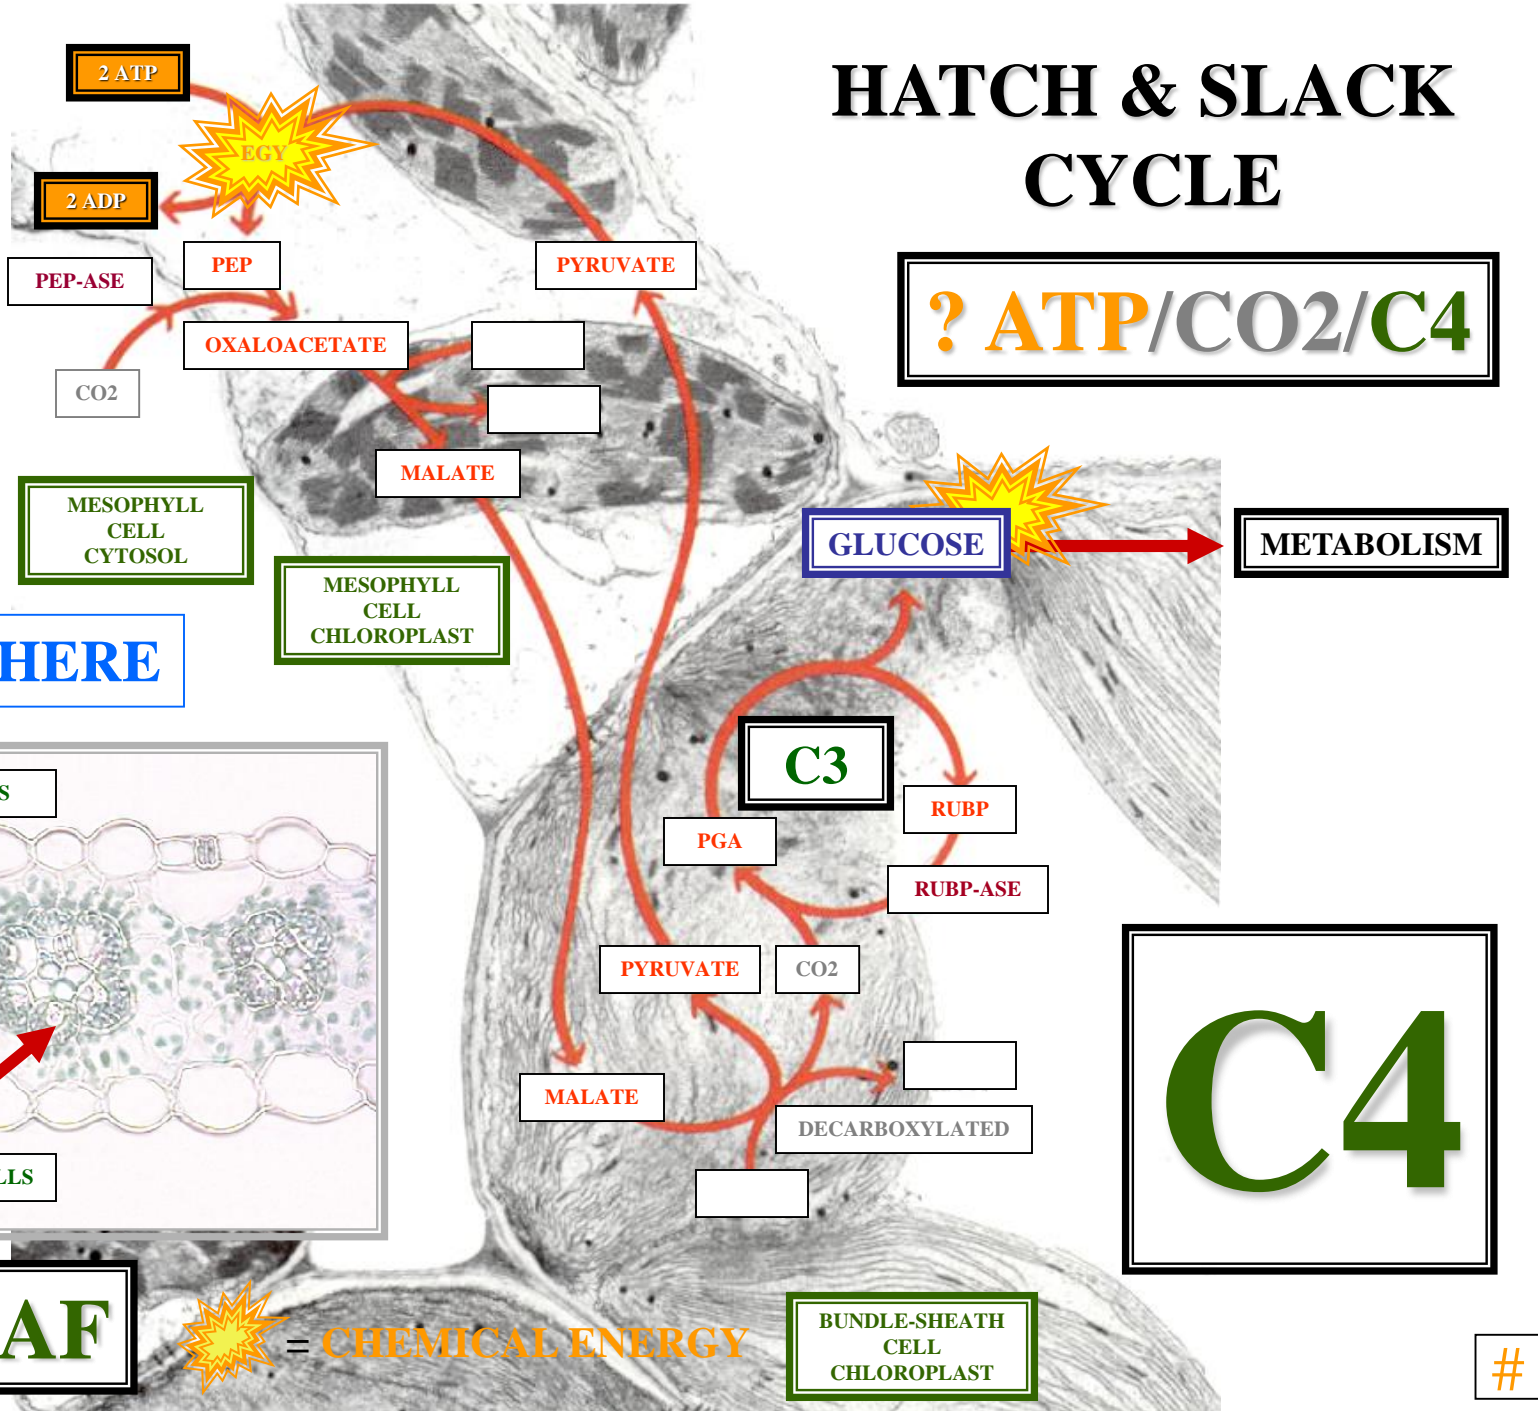 HATCH & SLACK
CYCLE
2 ATP
EGY
2 ADP
PEP-ASE
PEP
PYRUVATE
? ATP/CO2/C4
OXALOACETATE
CO2
MALATE
MESOPHYLL
CELL
CYTOSOL
MESOPHYLL
CELL
CHLOROPLAST
GLUCOSE
METABOLISM
HERE
C3
S
RUBP
PGA
RUBP-ASE
PYRUVATE
CO2
C4
MALATE
DECARBOXYLATED
LLS
AF
= CHEMICAL ENERGY
BUNDLE-SHEATH
CELL
CHLOROPLAST
#